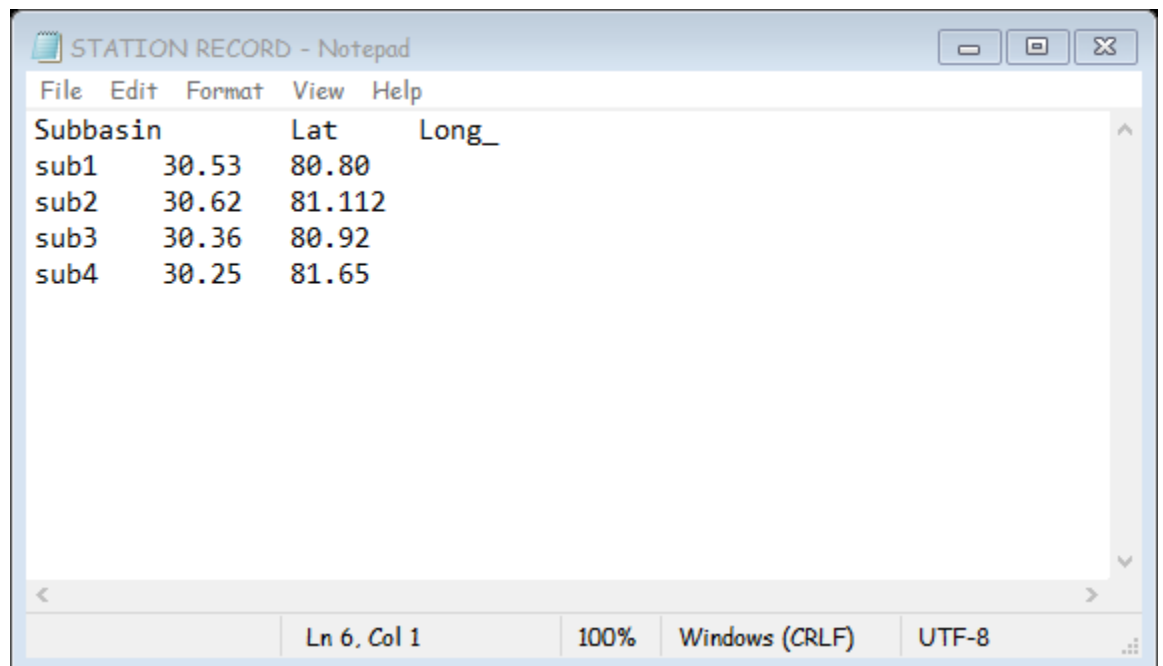 STATION RECORD - Notepad
File Edit Format View Help
Subbasin Lat Long_
sub1 30.53 80.80
sub2 30.62 81.112
sub3 30.36 80.92
sub4 30.25 81.65
Ln 6, Col 1 100% Windows (CRLF) UTF-8